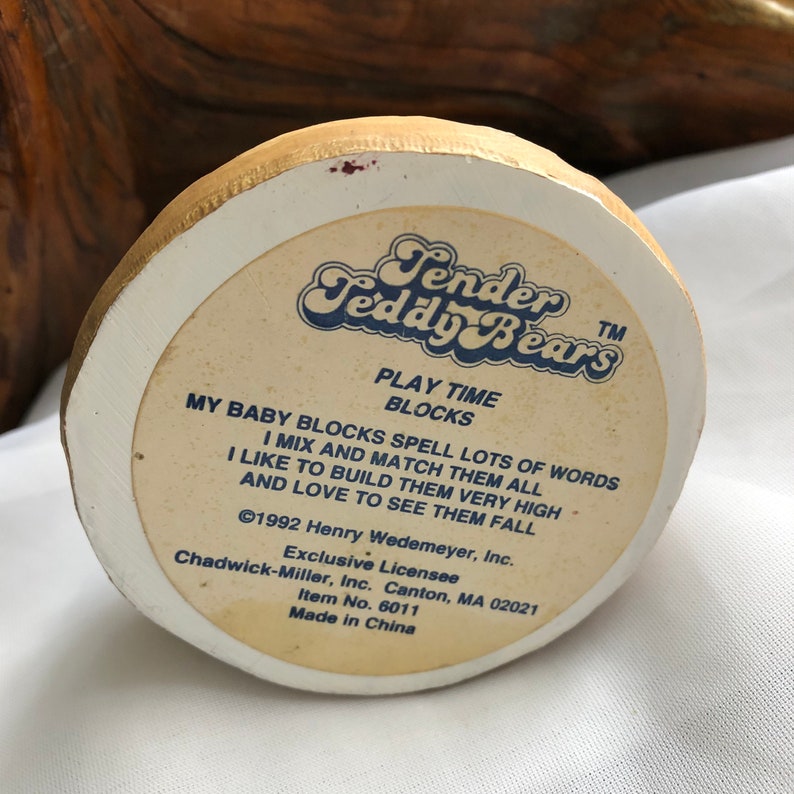 Tender
Teddy Bears™
PLAY TIME
BLOCKS
MY BABY BLOCKS SPELL LOTS OF WORDS
I MIX AND MATCH THEM ALL
I LIKE TO BUILD THEM VERY HIGH
AND LOVE TO SEE THEM FALL
©1992 Henry Wedemeyer, Inc.
Exclusive Licensee
Chadwick-Miller, Inc. Canton, MA 02021
Item No. 6011
Made in China